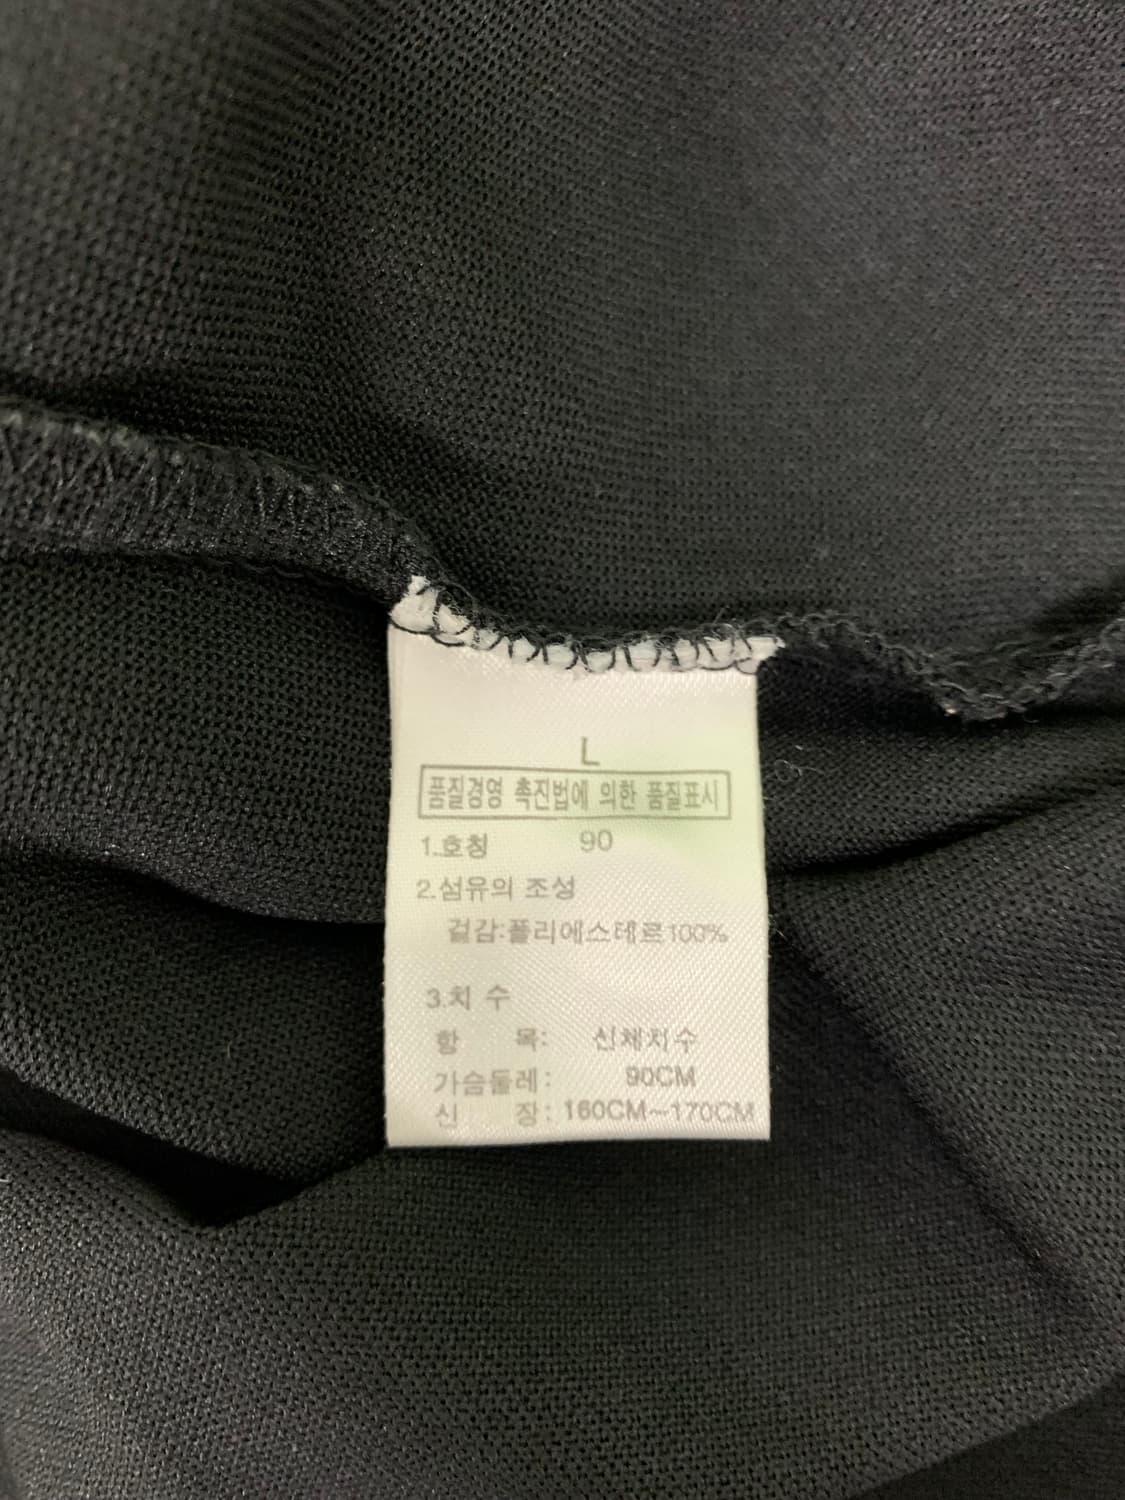 L
품질경영 촉진법에 의한 품질표시
1.호칭 90
2.섬유의 조성
겉감:폴리에스테르100%
3.치 수
항 목: 신체치수
가슴둘레: 90CM
신 장: 160CM~170CM